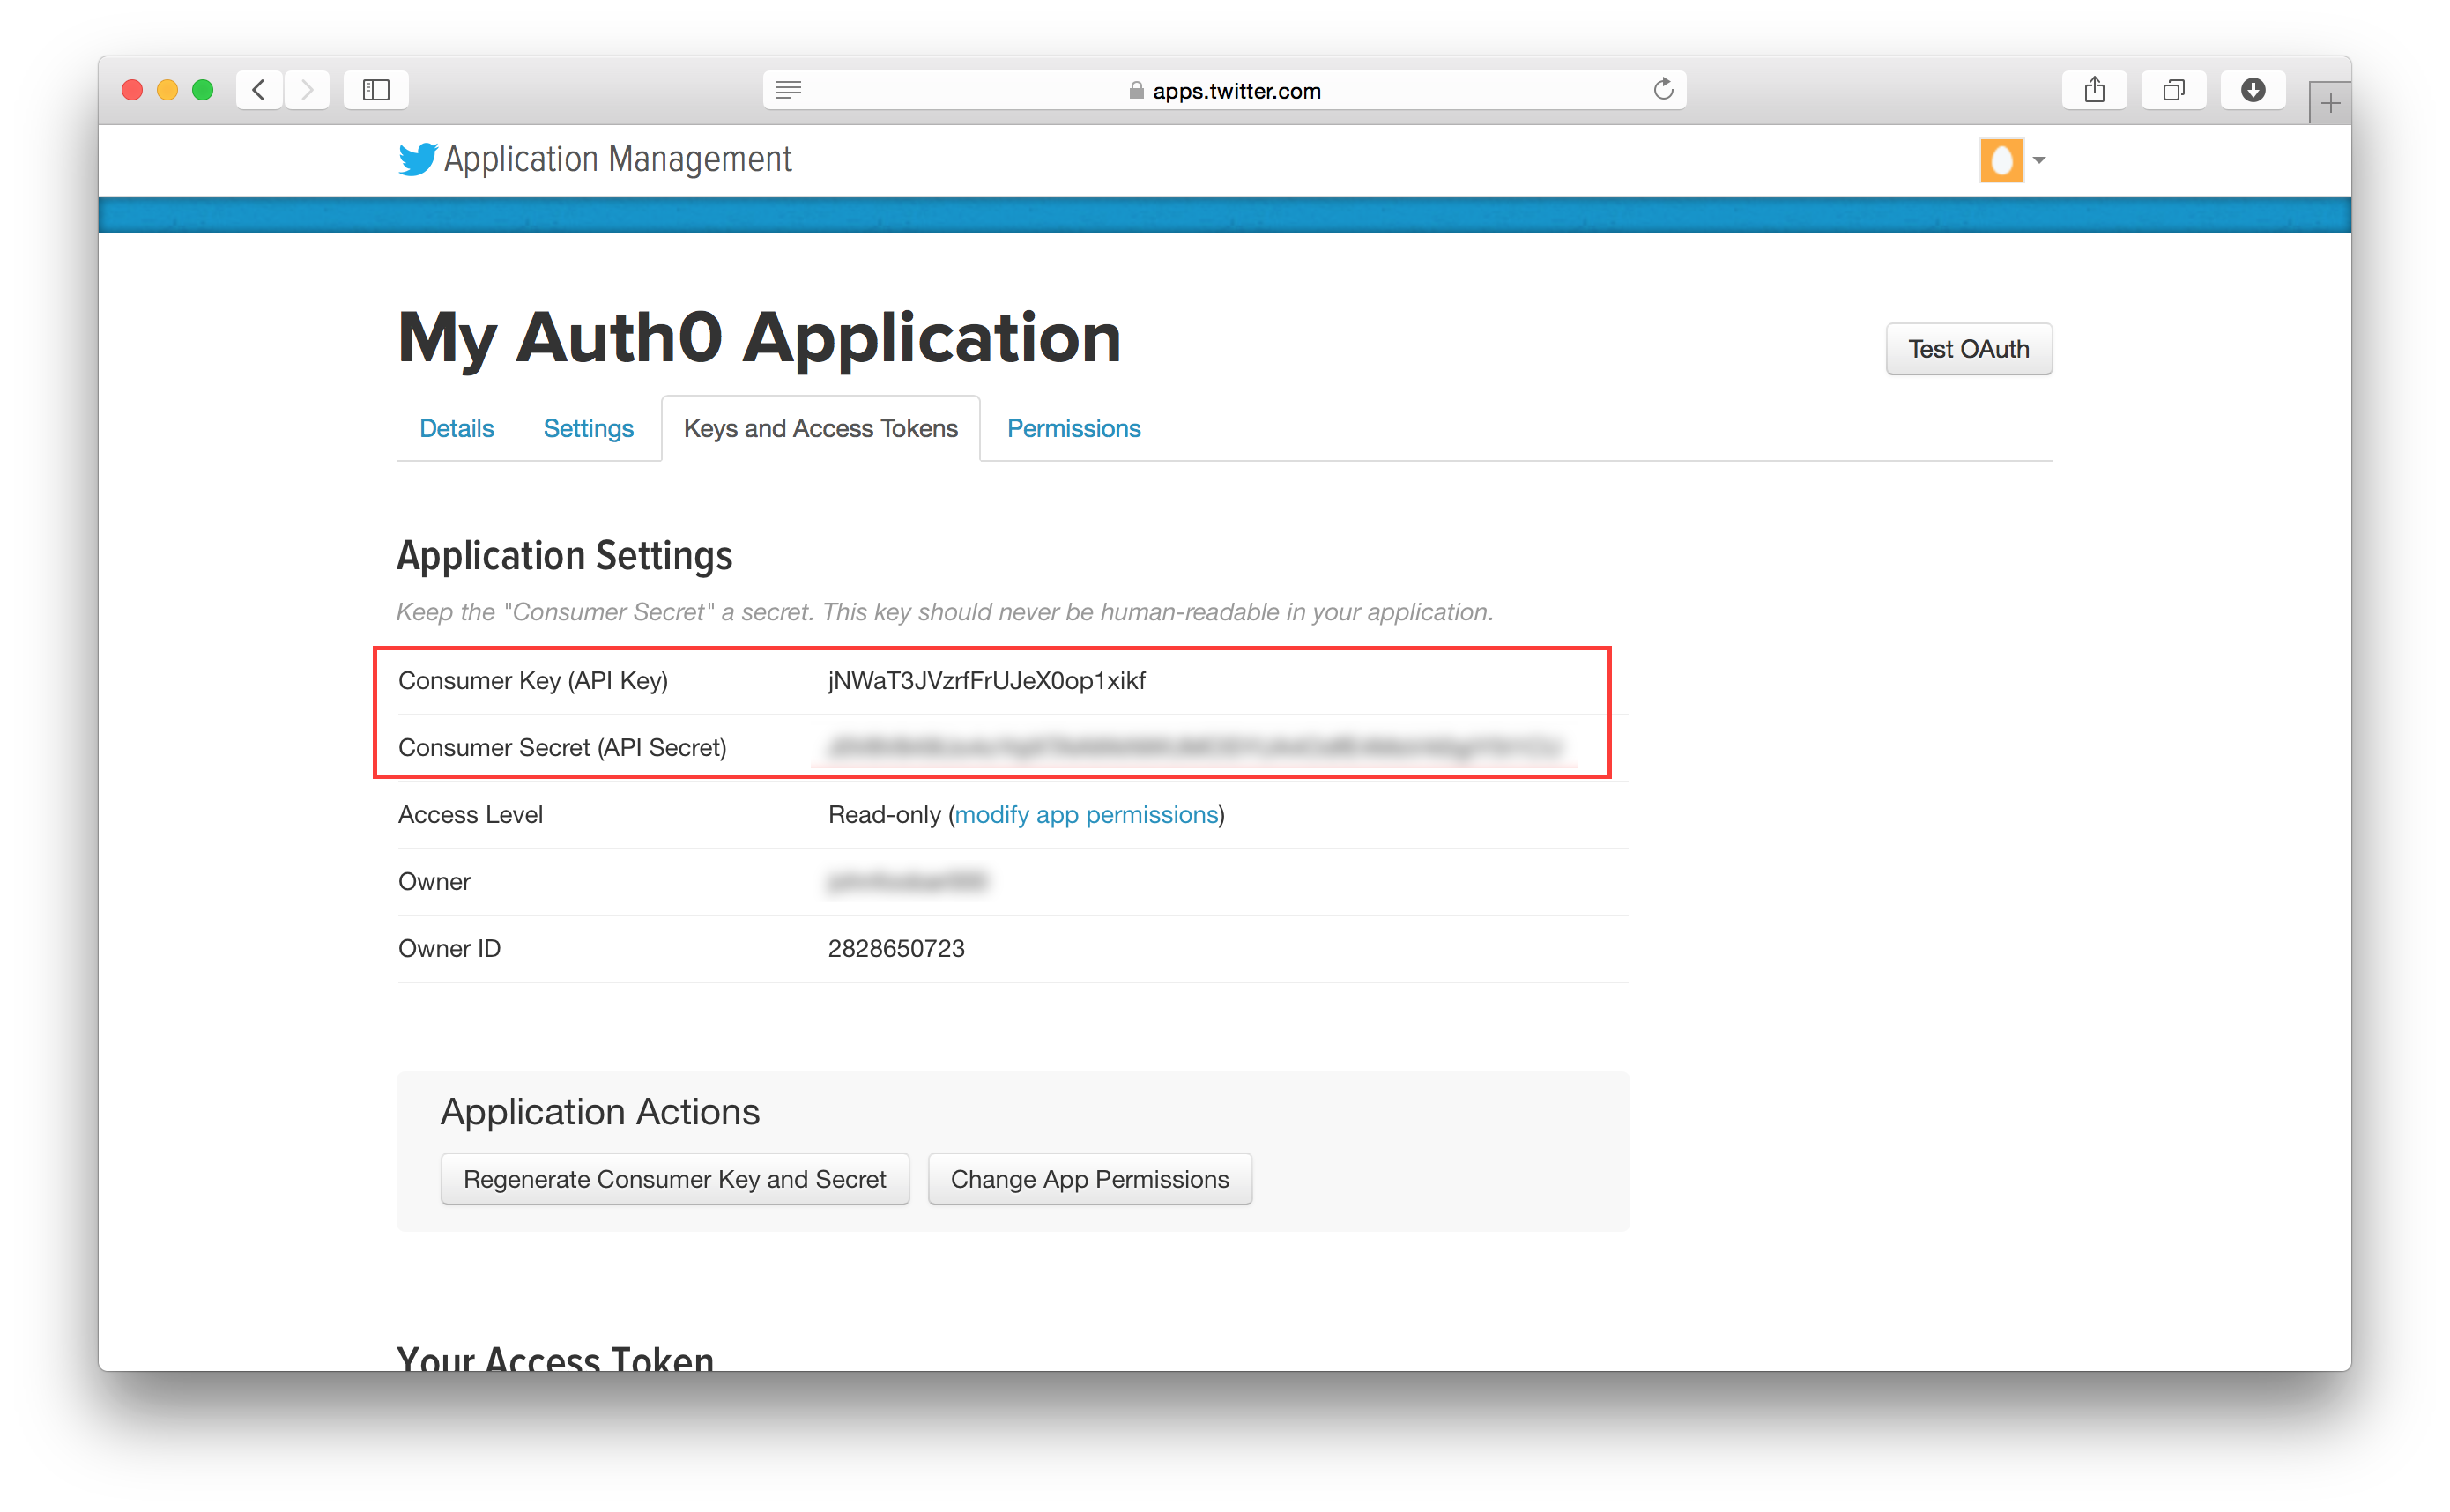 apps.twitter.com
Application Management
My Auth0 Application
Test OAuth
Details Settings Keys and Access Tokens Permissions
Application Settings
Keep the "Consumer Secret" a secret. This key should never be human-readable in your application.
Consumer Key (API Key) jNWaT3JVzrfFrUJeX0op1xikf
Consumer Secret (API Secret)
Access Level Read-only (modify app permissions)
Owner
Owner ID 2828650723
Application Actions
Regenerate Consumer Key and Secret Change App Permissions
Your Access Token